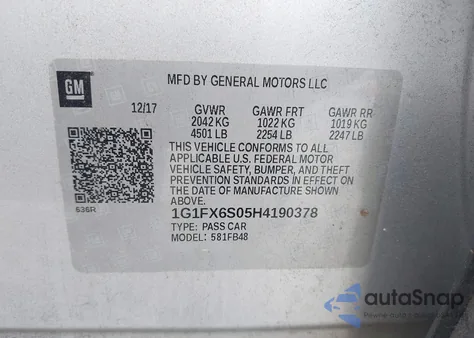 GM
MFD BY GENERAL MOTORS LLC
12/17 GVWR GAWR FRT GAWR RR
2042 KG 1022 KG 1019 KG
4501 LB 2254 LB 2247 LB
THIS VEHICLE CONFORMS TO ALL
APPLICABLE U.S. FEDERAL MOTOR
VEHICLE SAFETY, BUMPER, AND THEFT
PREVENTION STANDARDS IN EFFECT ON
THE DATE OF MANUFACTURE SHOWN
ABOVE.
636R
1G1FX6S05H4190378
TYPE: PASS CAR
MODEL: 581FB48
autoSnap